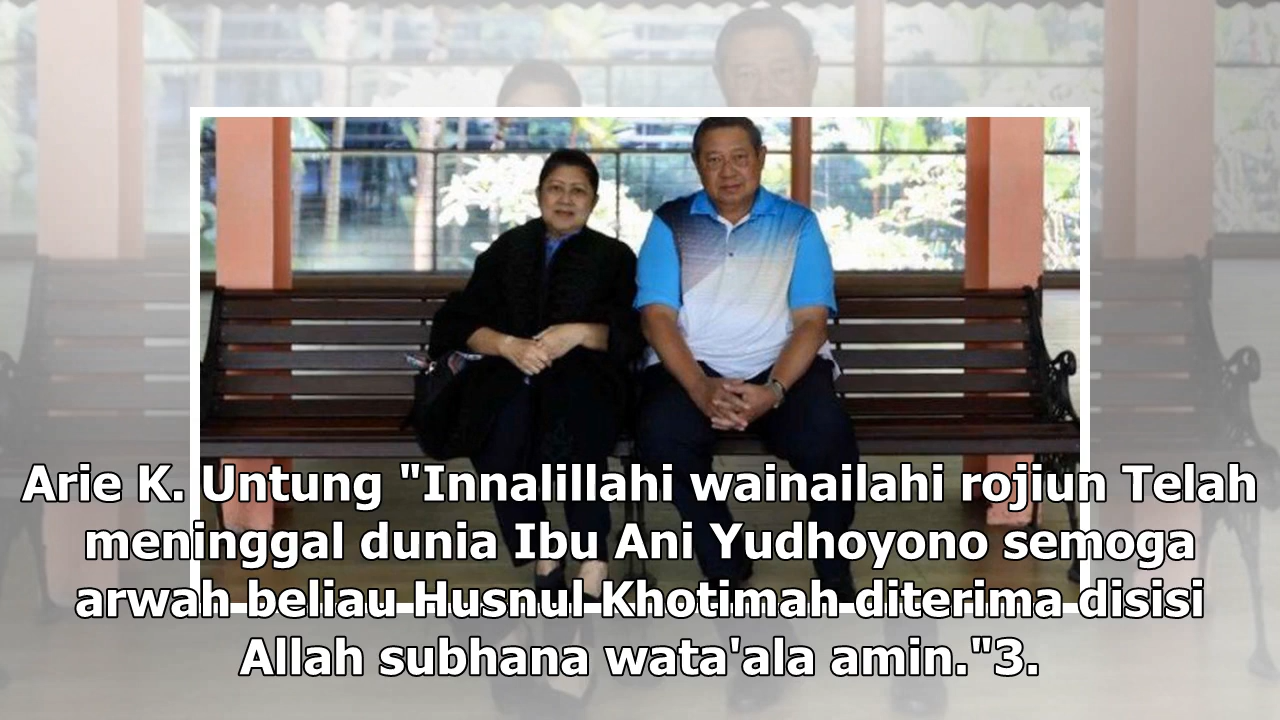 Arie K. Untung "Innalillahi wainailahi rojiun Telah
meninggal dunia Ibu Ani Yudhoyono semoga
arwah beliau Husnul Khotimah diterima disisi
Allah subhana wata'ala amin."3.